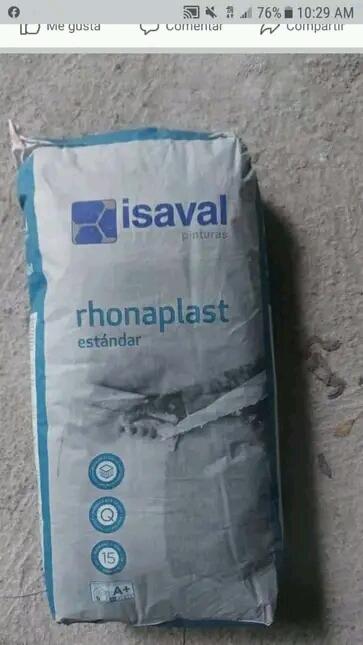 76% 10:29 AM
Me gusta Comentar Compartir
isaval
pinturas
rhonaplast
estándar
Q
15
A+